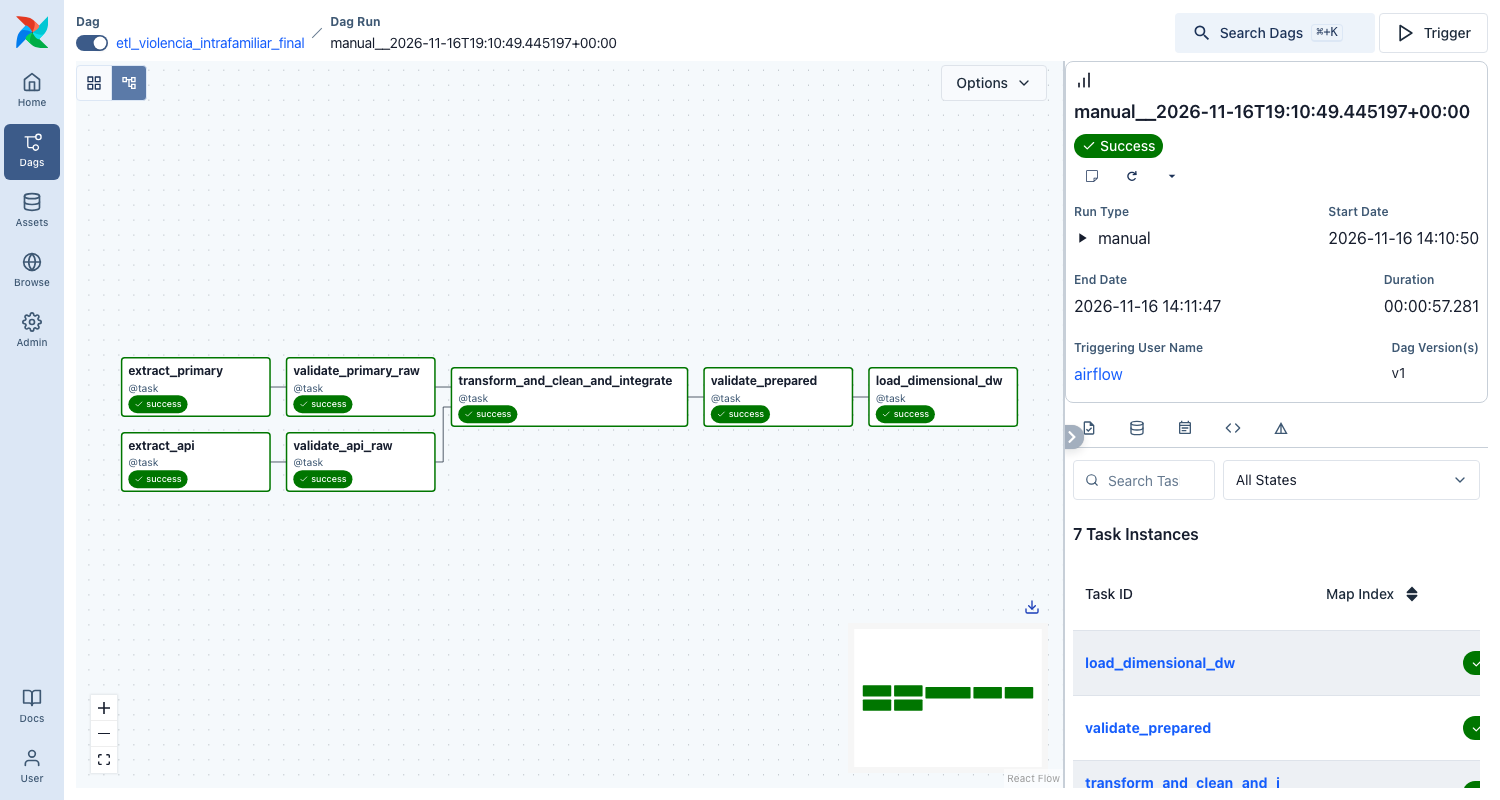 Dag
etl_violencia_intrafamiliar_final
Dag Run
manual__2026-11-16T19:10:49.445197+00:00
Search Dags ⌘+K
Trigger
Home
Dags
Assets
Browse
Admin
Docs
User
Options
extract_primary
@task
success
validate_primary_raw
@task
success
extract_api
@task
success
validate_api_raw
@task
success
transform_and_clean_and_integrate
@task
success
validate_prepared
@task
success
load_dimensional_dw
@task
success
React Flow
manual__2026-11-16T19:10:49.445197+00:00
Success
Run Type
manual
Start Date
2026-11-16 14:10:50
End Date
2026-11-16 14:11:47
Duration
00:00:57.281
Triggering User Name
airflow
Dag Version(s)
v1
Search Tas
All States
7 Task Instances
Task ID
Map Index
load_dimensional_dw
validate_prepared
transform_and_clean_and_i